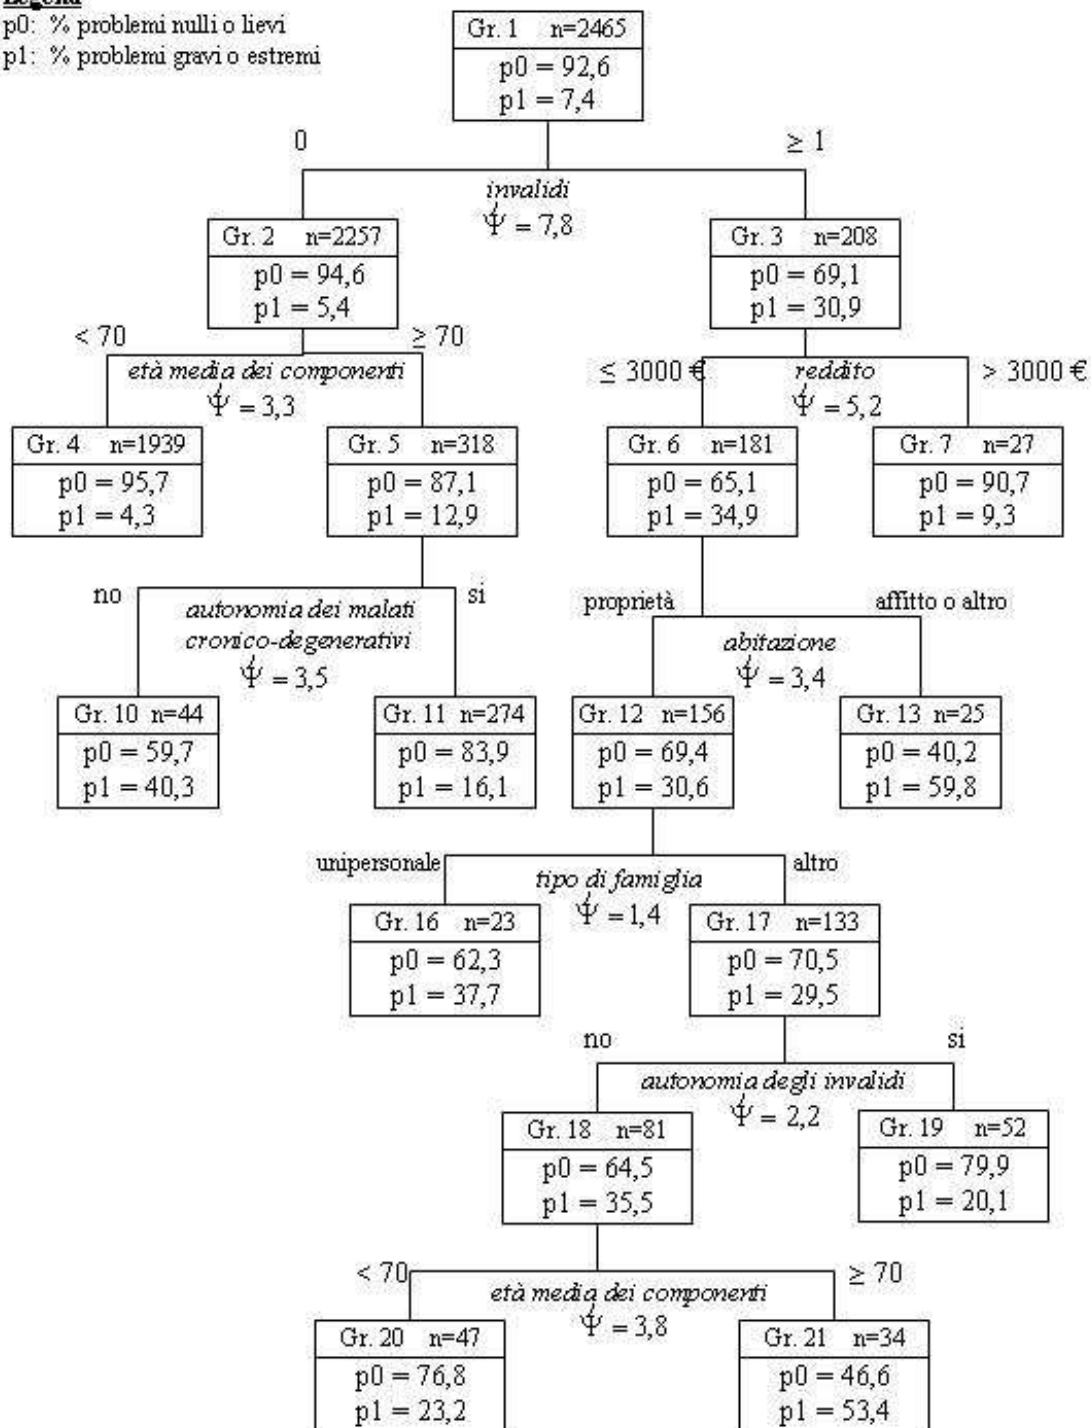 Legend
p0: % problemi nulli o lievi
p1: % problemi gravi o estremi
Gr. 1 n=2465
p0 = 92,6
p1 = 7,4
0
≥ 1
invalidi
Ψ = 7,8
Gr. 2 n=2257
p0 = 94,6
p1 = 5,4
Gr. 3 n=208
p0 = 69,1
p1 = 30,9
< 70
≥ 70
età media dei componenti
Ψ = 3,3
≤ 3000 €
> 3000 €
reddito
Ψ = 5,2
Gr. 4 n=1939
p0 = 95,7
p1 = 4,3
Gr. 5 n=318
p0 = 87,1
p1 = 12,9
Gr. 6 n=181
p0 = 65,1
p1 = 34,9
Gr. 7 n=27
p0 = 90,7
p1 = 9,3
no
si
autonomia dei malati
cronico-degenerativi
Ψ = 3,5
proprietà
affitto o altro
abitazione
Ψ = 3,4
Gr. 10 n=44
p0 = 59,7
p1 = 40,3
Gr. 11 n=274
p0 = 83,9
p1 = 16,1
Gr. 12 n=156
p0 = 69,4
p1 = 30,6
Gr. 13 n=25
p0 = 40,2
p1 = 59,8
unipersonale
altro
tipo di famiglia
Ψ = 1,4
Gr. 16 n=23
p0 = 62,3
p1 = 37,7
Gr. 17 n=133
p0 = 70,5
p1 = 29,5
no
si
autonomia degli invalidi
Ψ = 2,2
Gr. 18 n=81
p0 = 64,5
p1 = 35,5
Gr. 19 n=52
p0 = 79,9
p1 = 20,1
< 70
≥ 70
età media dei componenti
Ψ = 3,8
Gr. 20 n=47
p0 = 76,8
p1 = 23,2
Gr. 21 n=34
p0 = 46,6
p1 = 53,4